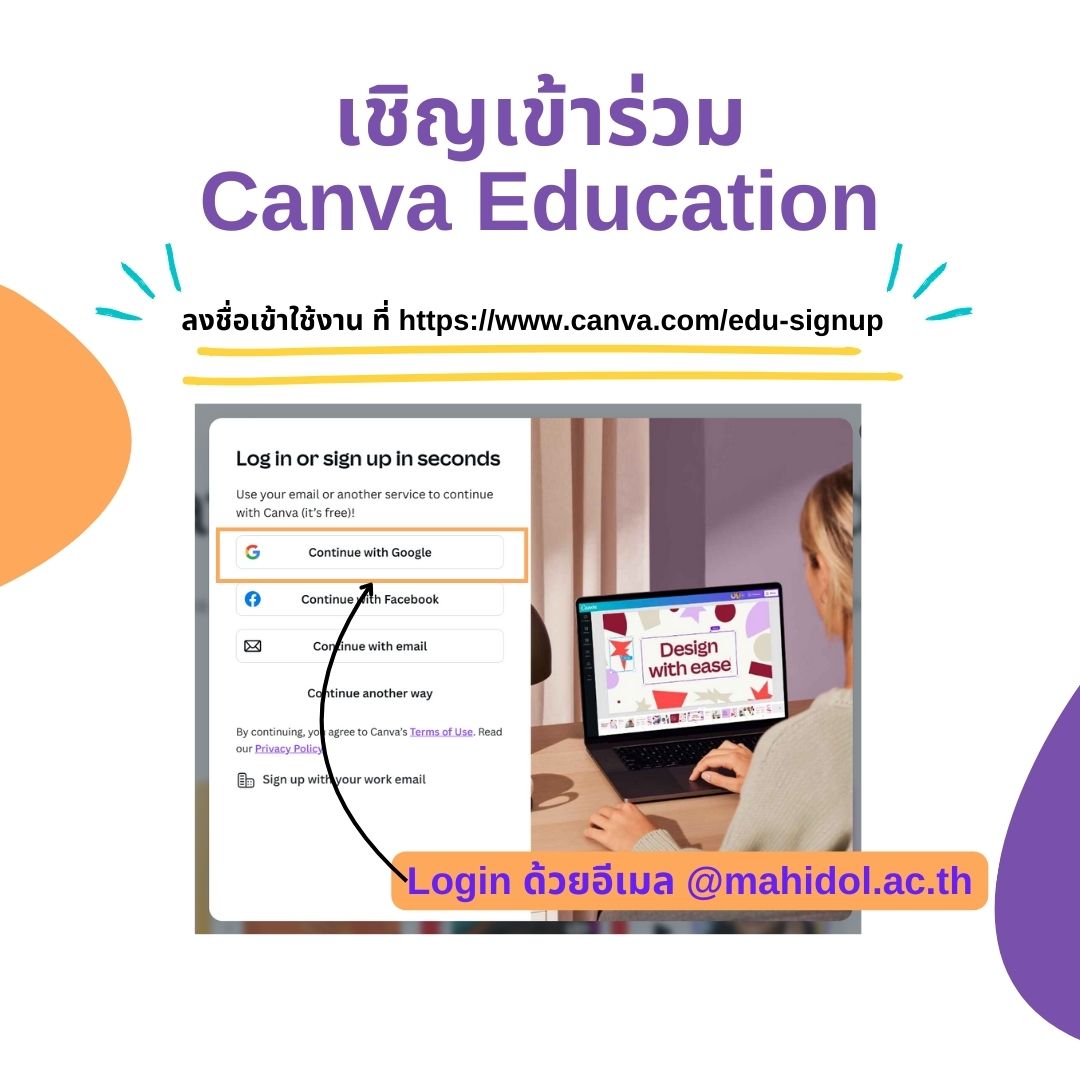 เชิญเข้าร่วม
Canva Education
ลงชื่อเข้าใช้งาน ที่ https://www.canva.com/edu-signup
Log in or sign up in seconds
Use your email or another service to continue
with Canva (it's free)!
Continue with Google
Continue with Facebook
Continue with email
Continue another way
By continuing, you agree to Canva's Terms of Use. Read
our Privacy Policy.
Sign up with your work email
Canva
Design
with ease
Login ด้วยอีเมล @mahidol.ac.th